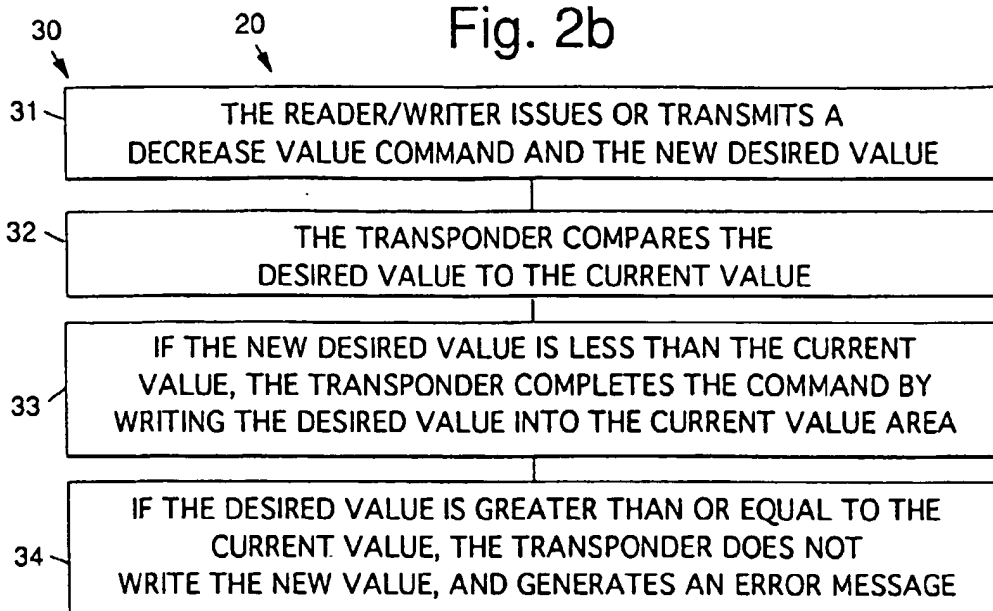 Fig. 2b
30
20
31
THE READER/WRITER ISSUES OR TRANSMITS A
DECREASE VALUE COMMAND AND THE NEW DESIRED VALUE
32
THE TRANSPONDER COMPARES THE
DESIRED VALUE TO THE CURRENT VALUE
33
IF THE NEW DESIRED VALUE IS LESS THAN THE CURRENT
VALUE, THE TRANSPONDER COMPLETES THE COMMAND BY
WRITING THE DESIRED VALUE INTO THE CURRENT VALUE AREA
34
IF THE DESIRED VALUE IS GREATER THAN OR EQUAL TO THE
CURRENT VALUE, THE TRANSPONDER DOES NOT
WRITE THE NEW VALUE, AND GENERATES AN ERROR MESSAGE